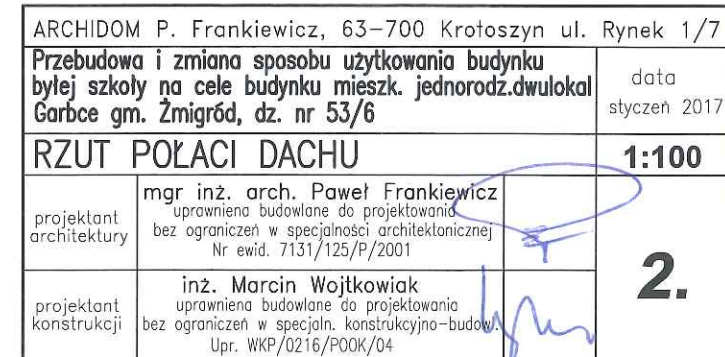 ARCHIDOM P. Frankiewicz, 63-700 Krotoszyn ul. Rynek 1/7
Przebudowa i zmiana sposobu użytkowania budynku
byłej szkoły na cele budynku mieszk. jednorodz.dwulokal
Garbce gm. Żmigród, dz. nr 53/6
data
styczeń 2017
RZUT POŁACI DACHU
1:100
projektant
architektury
mgr inż. arch. Paweł Frankiewicz
uprawniena budowlane do projektowania
bez ograniczeń w specjalności architektonicznej
Nr ewid. 7131/125/P/2001
2.
projektant
konstrukcji
inż. Marcin Wojtkowiak
uprawniena budowlane do projektowania
bez ograniczeń w specjaln. konstrukcyjno-budowl.
Upr. WKP/0216/POOK/04